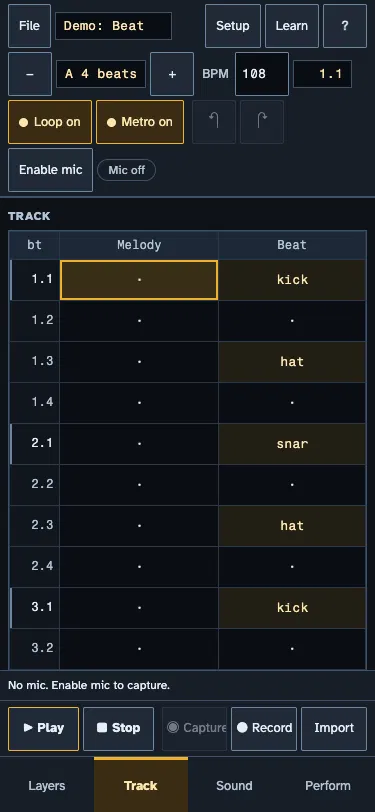 File Demo: Beat Setup Learn ?
− A 4 beats + BPM 108 1.1
Loop on Metro on
Enable mic Mic off
TRACK
bt Melody Beat
1.1 · kick
1.2 · ·
1.3 · hat
1.4 · ·
2.1 · snar
2.2 · ·
2.3 · hat
2.4 · ·
3.1 · kick
3.2 · ·
No mic. Enable mic to capture.
Play Stop Capture Record Import
Layers Track Sound Perform